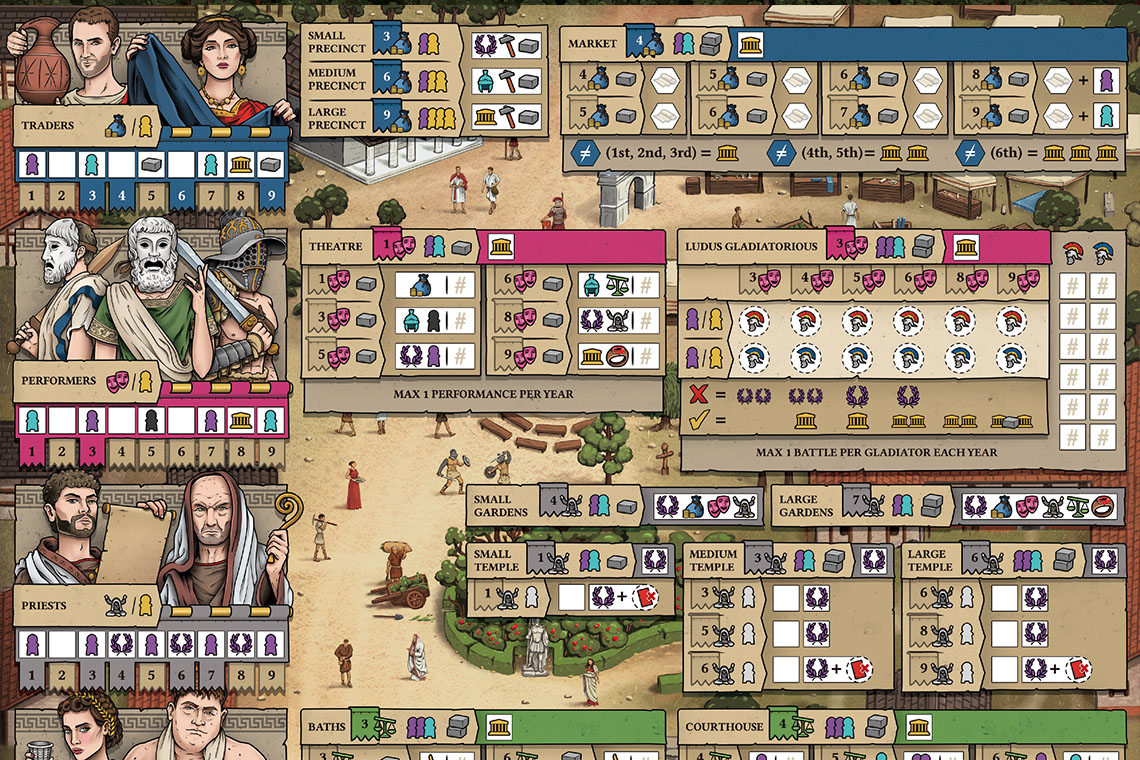 TRADERS
/
1 2 3 4 5 6 7 8 9
SMALL PRECINCT 3
MEDIUM PRECINCT 6
LARGE PRECINCT 9
MARKET 4
4 5 6 8 +
5 6 7 9 +
≠ (1st, 2nd, 3rd) = ≠ (4th, 5th) = ≠ (6th) =
PERFORMERS /
1 2 3 4 5 6 7 8 9
THEATRE 1
1 # 6 #
3 # 8 #
5 # 9 #
MAX 1 PERFORMANCE PER YEAR
LUDUS GLADIATORIOUS 3
3 4 5 6 8 9
/
/
# #
# #
# #
# #
# #
# #
X =
✓ =
MAX 1 BATTLE PER GLADIATOR EACH YEAR
PRIESTS /
1 2 3 4 5 6 7 8 9
SMALL GARDENS 4
LARGE GARDENS 7
SMALL TEMPLE 1
1 +
MEDIUM TEMPLE 3
3
5
6 +
LARGE TEMPLE 6
6
8
9 +
BATHS 3
COURTHOUSE 4